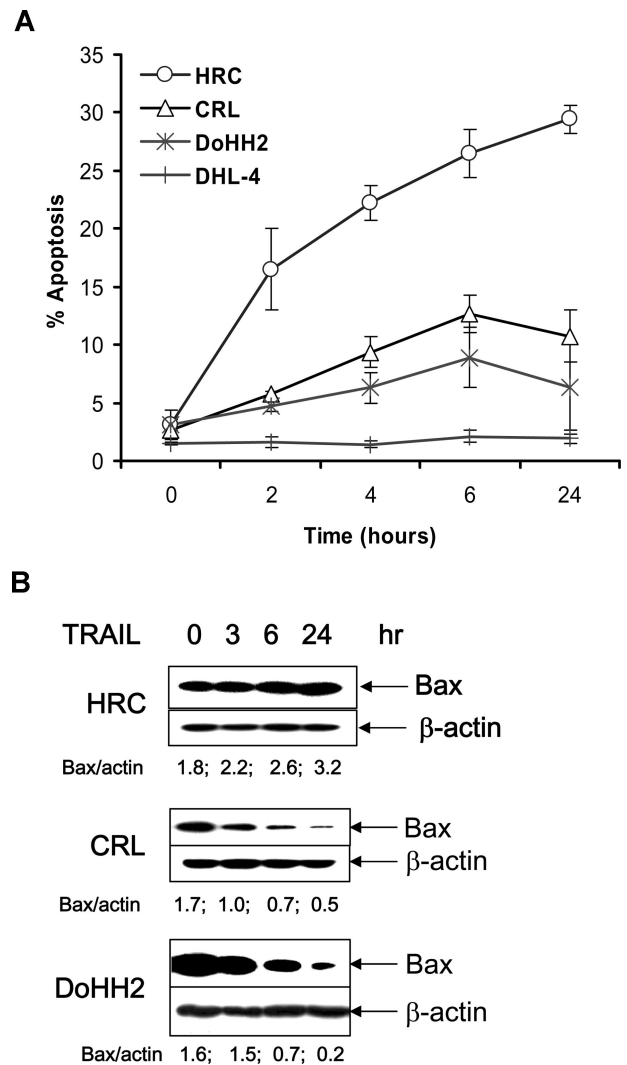 A
35
30
25
20
15
10
5
0
% Apoptosis
HRC
CRL
DoHH2
DHL-4
0 2 4 6 24
Time (hours)
B
TRAIL 0 3 6 24 hr
HRC
Bax
β-actin
Bax/actin 1.8; 2.2; 2.6; 3.2
CRL
Bax
β-actin
Bax/actin 1.7; 1.0; 0.7; 0.5
DoHH2
Bax
β-actin
Bax/actin 1.6; 1.5; 0.7; 0.2